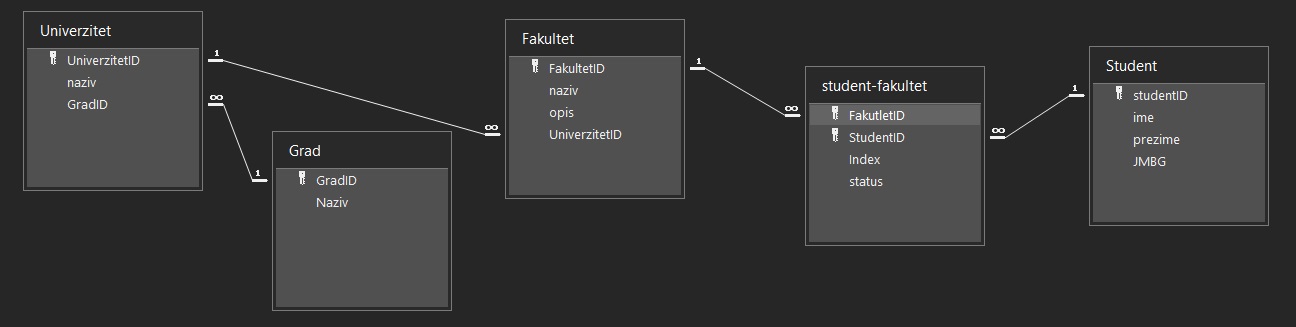 Univerzitet
UniverzitetID
naziv
GradID
1
∞
Grad
GradID
Naziv
1
Fakultet
FakultetID
naziv
opis
UniverzitetID
∞
1
student-fakultet
FakutletID
StudentID
Index
status
∞
∞
Student
studentID
ime
prezime
JMBG
1